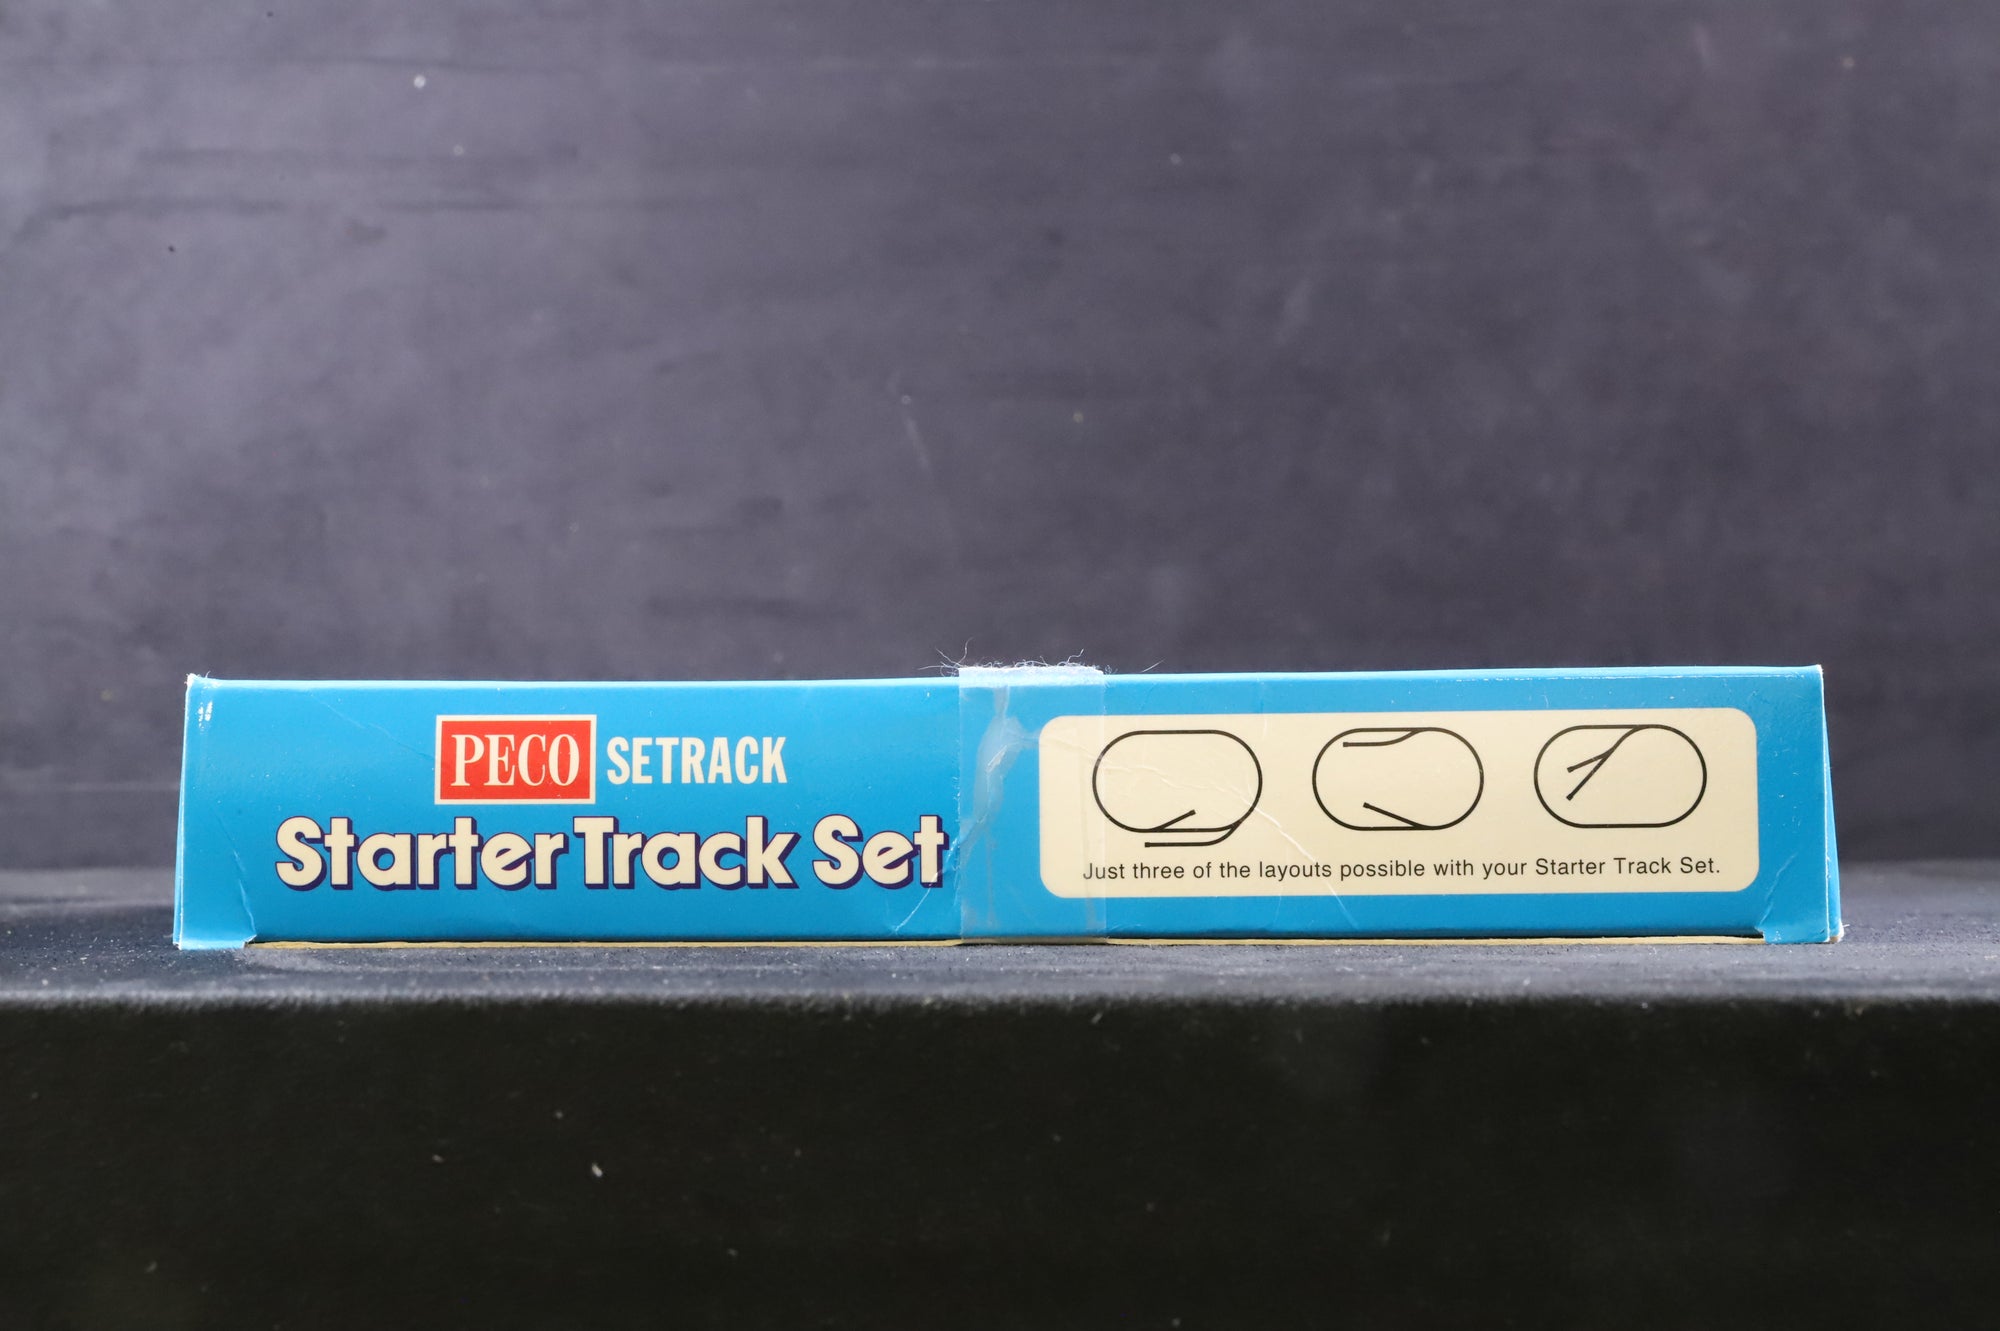 PECO SETRACK
Starter Track Set
Just three of the layouts possible with your Starter Track Set.